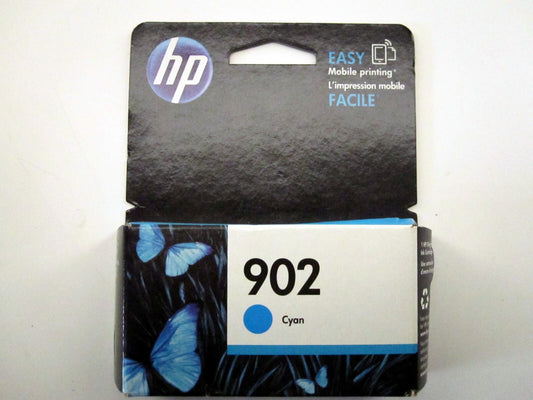 hp
EASY
Mobile printing*
L'impression mobile
FACILE
902
Cyan